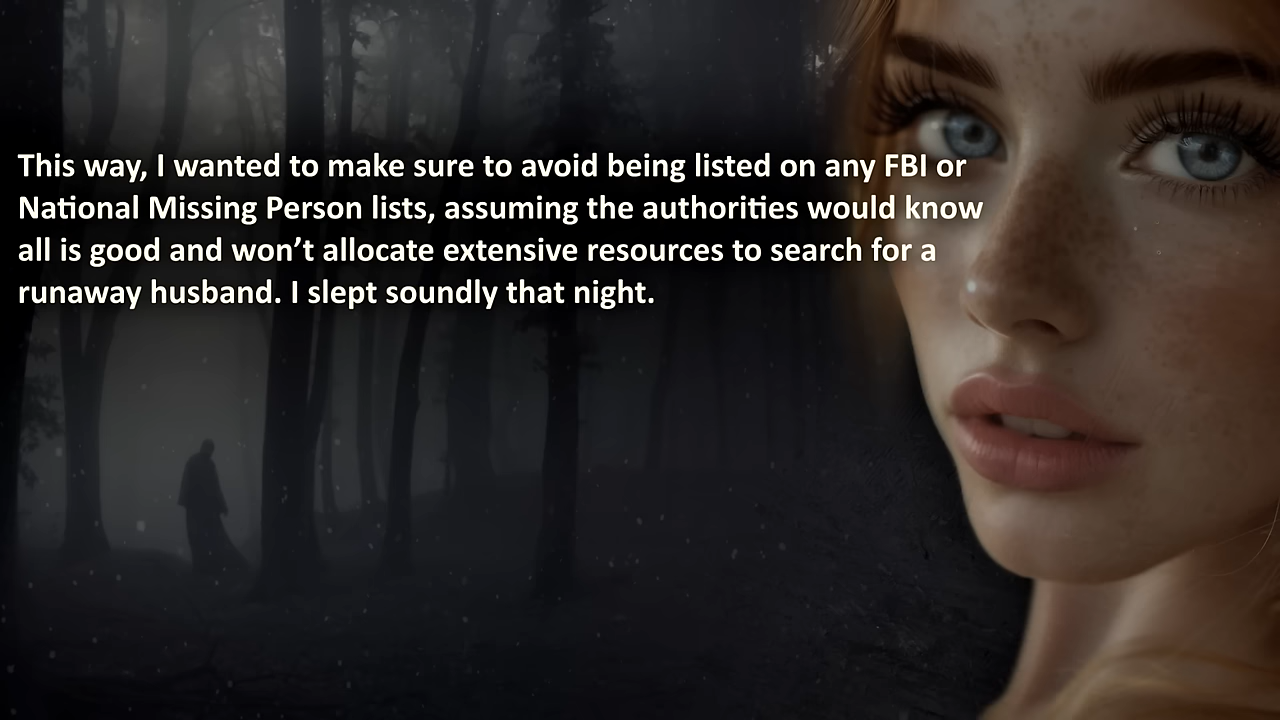 This way, I wanted to make sure to avoid being listed on any FBI or
National Missing Person lists, assuming the authorities would know
all is good and won’t allocate extensive resources to search for a
runaway husband. I slept soundly that night.